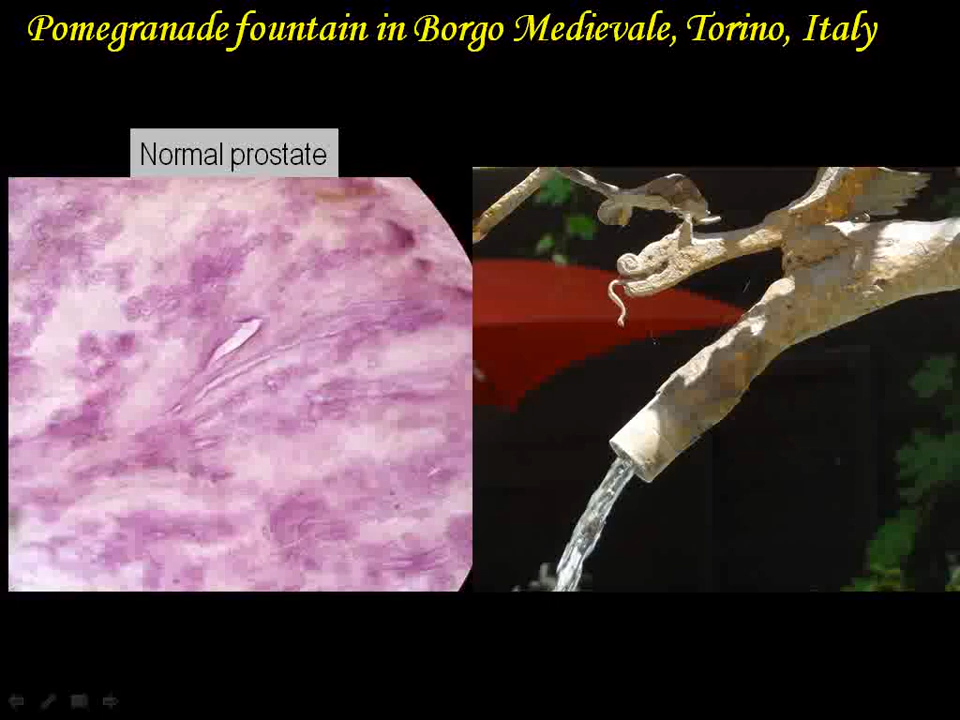 Pomegranade fountain in Borgo Medievale, Torino, Italy
Normal prostate